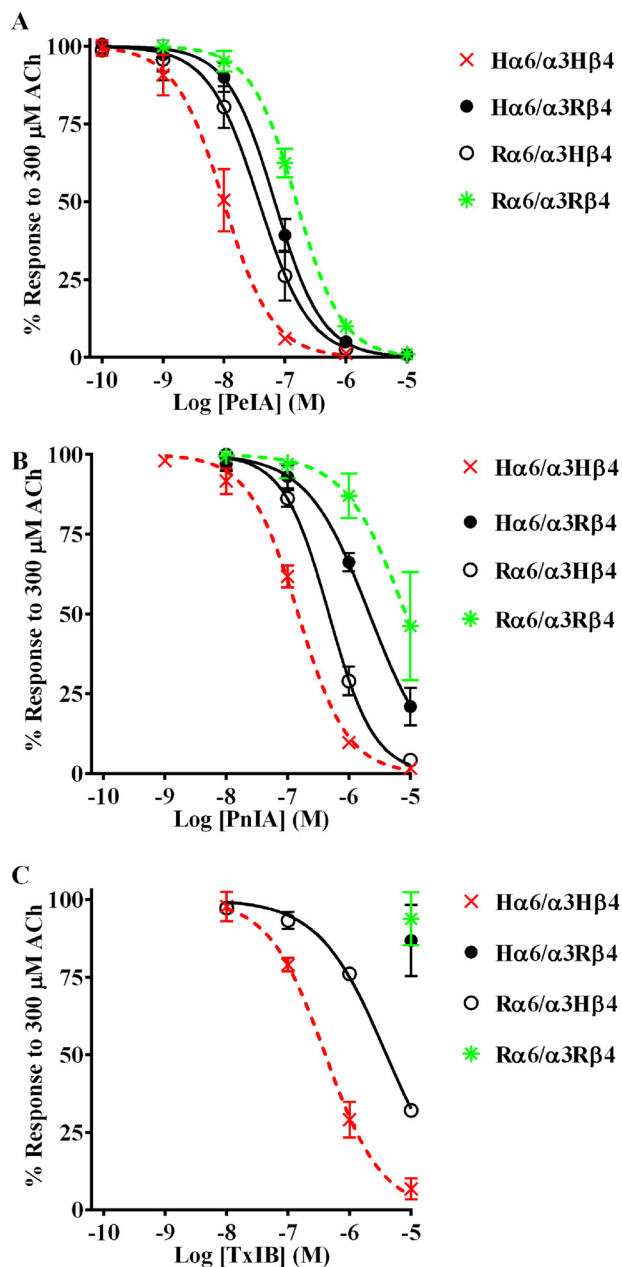 A
100
75
50
25
0
% Response to 300 µM ACh
-10 -9 -8 -7 -6 -5
Log [PeIA] (M)
Hα6/α3Hβ4
Hα6/α3Rβ4
Rα6/α3Hβ4
Rα6/α3Rβ4
B
100
75
50
25
0
% Response to 300 µM ACh
-10 -9 -8 -7 -6 -5
Log [PnIA] (M)
Hα6/α3Hβ4
Hα6/α3Rβ4
Rα6/α3Hβ4
Rα6/α3Rβ4
C
100
75
50
25
0
% Response to 300 µM ACh
-10 -9 -8 -7 -6 -5
Log [TxIB] (M)
Hα6/α3Hβ4
Hα6/α3Rβ4
Rα6/α3Hβ4
Rα6/α3Rβ4